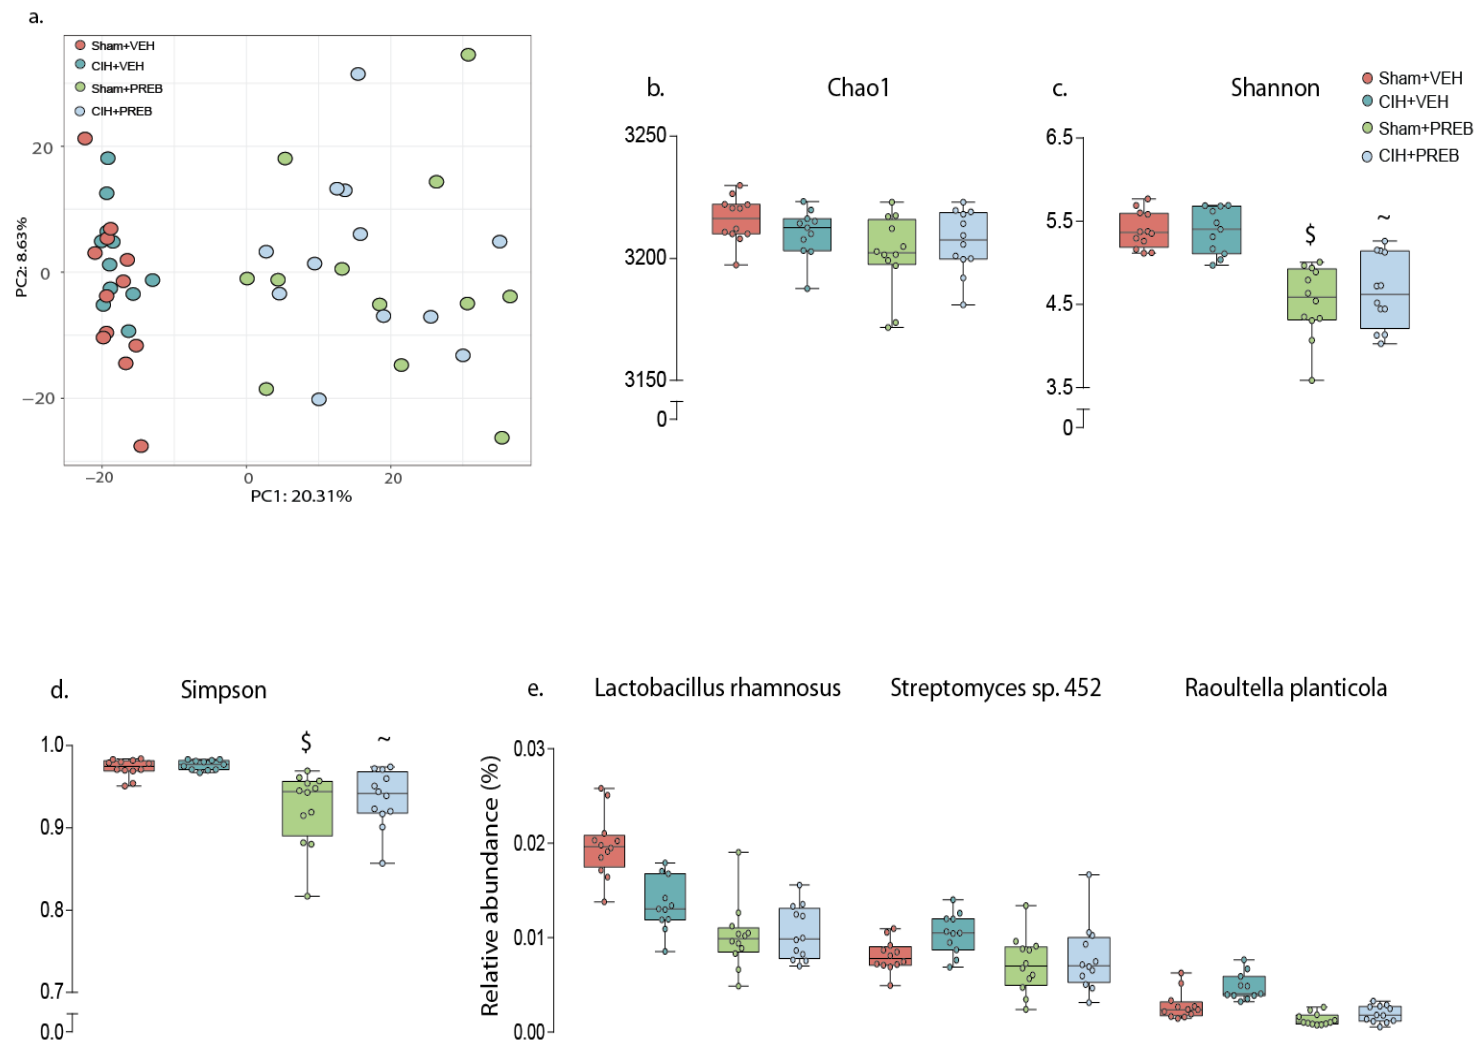 a.
Sham+VEH
CIH+VEH
Sham+PREB
CIH+PREB
20
0
−20
PC2: 8.63%
−20
0
20
PC1: 20.31%
b.
Chao1
3250
3200
3150
0
c.
Shannon
Sham+VEH
CIH+VEH
Sham+PREB
CIH+PREB
6.5
5.5
4.5
3.5
0
$
~
d.
Simpson
1.0
0.9
0.8
0.7
0.0
$
~
e.
Lactobacillus rhamnosus
Streptomyces sp. 452
Raoultella planticola
Relative abundance (%)
0.03
0.02
0.01
0.00